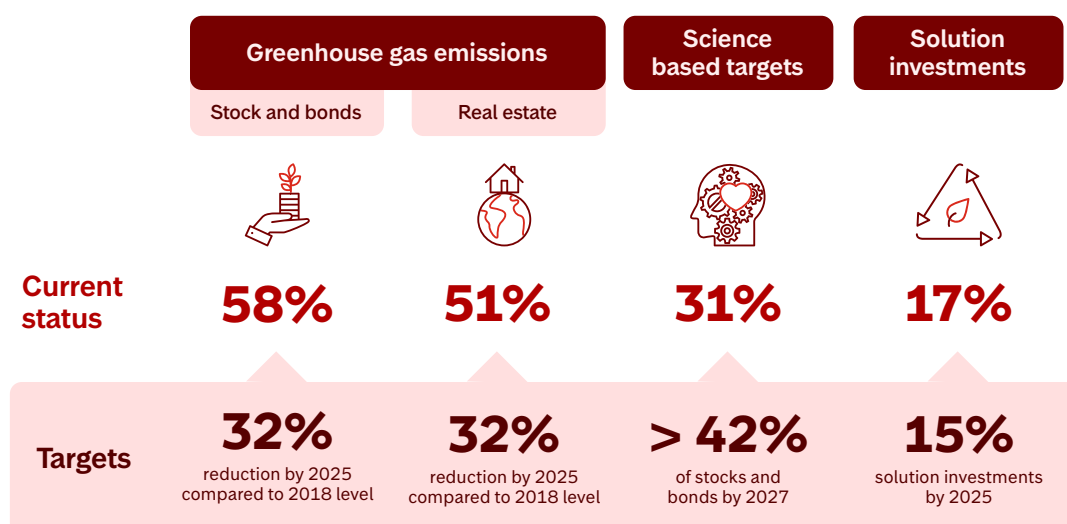 Greenhouse gas emissions
Science
based targets
Solution
investments
Stock and bonds
Real estate
Current
status
58%
51%
31%
17%
Targets
32%
reduction by 2025
compared to 2018 level
32%
reduction by 2025
compared to 2018 level
> 42%
of stocks and
bonds by 2027
15%
solution investments
by 2025